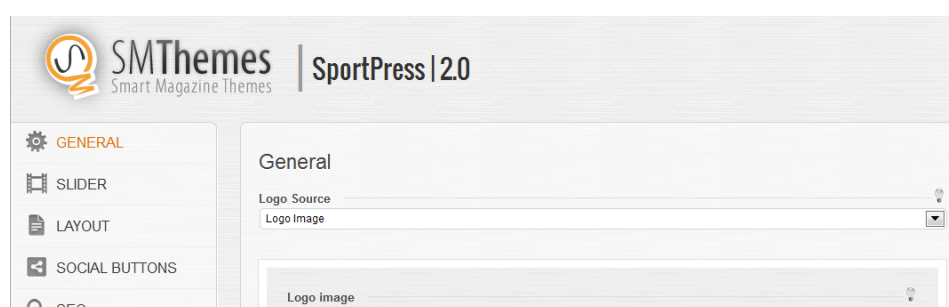 SMThemes
Smart Magazine Themes
SportPress | 2.0
GENERAL
SLIDER
LAYOUT
SOCIAL BUTTONS
General
Logo Source
Logo Image
Logo image